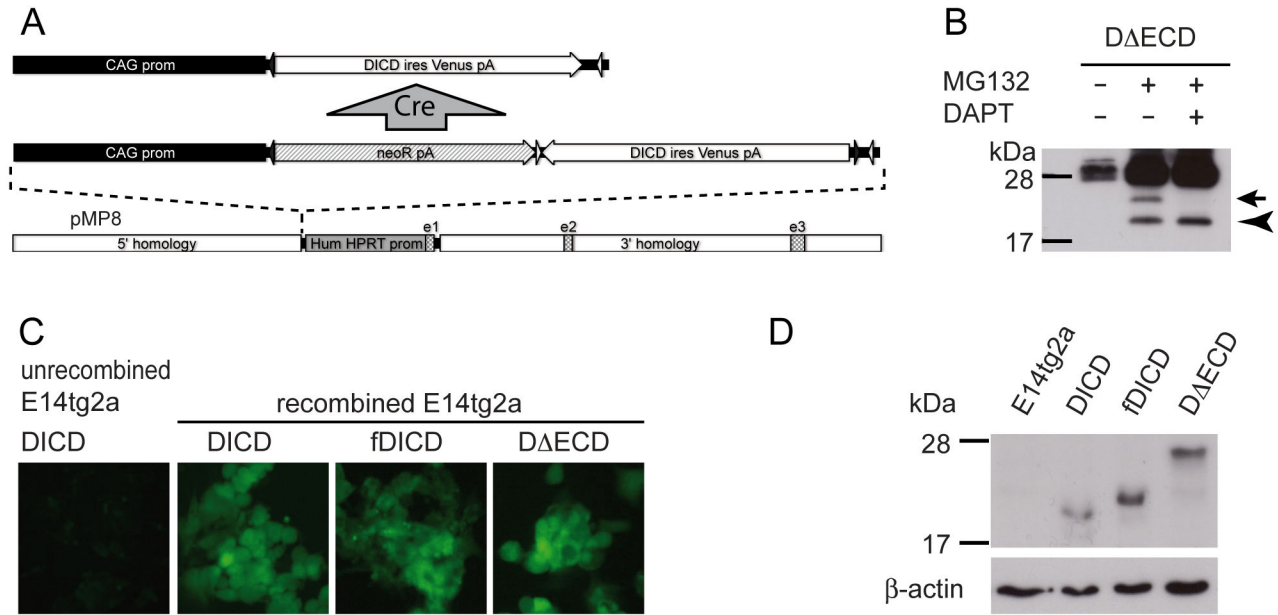 A
CAG prom
DICD ires Venus pA
Cre
CAG prom
neoR pA
DICD ires Venus pA
pMP8
5' homology
Hum HPRT prom
e1
e2
3' homology
e3
B
DΔECD
MG132 - + +
DAPT - - +
kDa
28
17
C
unrecombined
E14tg2a
recombined E14tg2a
DICD
DICD
fDICD
DΔECD
D
E14tg2a
DICD
fDICD
DΔECD
kDa
28
17
β-actin